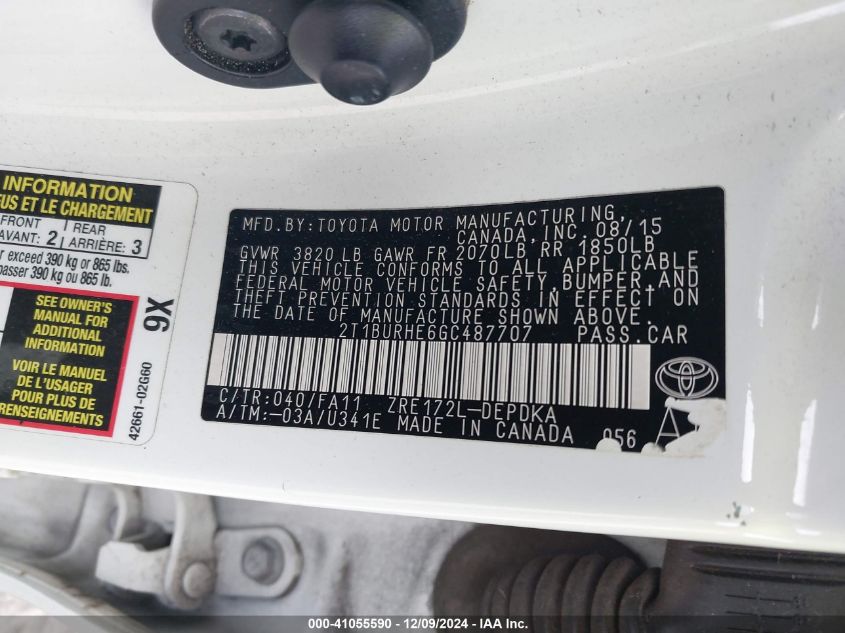 INFORMATION
US ET LE CHARGEMENT
FRONT
AVANT: 2
REAR
ARRIÈRE: 3
r exceed 390 kg or 865 lbs.
passer 390 kg ou 865 lb.
SEE OWNER'S
MANUAL FOR
ADDITIONAL
INFORMATION
VOIR LE MANUEL
DE L'USAGER
POUR PLUS DE
RENSEIGNEMENTS
9X
42661-02G60
MFD.BY:TOYOTA MOTOR MANUFACTURING,
CANADA,INC.08/15
GVWR 3820 LB GAWR FR 2070LB RR 1850LB
THIS VEHICLE CONFORMS TO ALL APPLICABLE
FEDERAL MOTOR VEHICLE SAFETY,BUMPER,AND
THEFT PREVENTION STANDARDS IN EFFECT ON
THE DATE OF MANUFACTURE SHOWN ABOVE.
2T1BURHE6GC487707 PASS.CAR
C/TR:040/FA11 ZRE172L-DEPDKA
A/TM:-03A/U341E MADE IN CANADA 056 A
000-41055590 - 12/09/2024 - IAAI.com